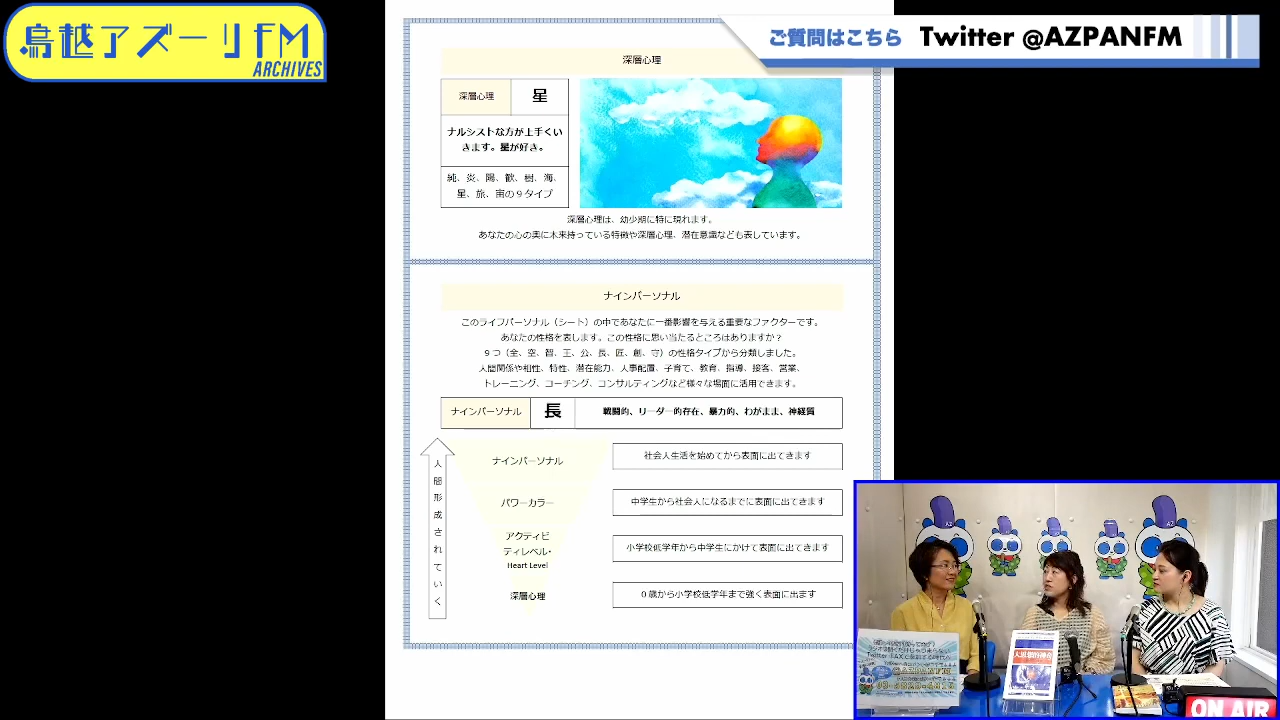 鳥越アズーリFM
ARCHIVES
ご質問はこちら Twitter @AZPANFM
深層心理
深層心理 星
ナルシストな方が上手くい
きます。星が好き。
純、炎、陽、歓、樹、海、
星、旅、宙の９タイプ
深層心理は、幼少期に特に現れます。
あなたの心の奥に本来持っている特徴や深層心理、潜在意識なども表しています。
ナインパーソナル
このライフパーソナル（シート）の中であなたに一番影響を与える重要なファクターです。
あなたの性格を表します。この性格に思い当たるところはありますか？
９つ（全、空、智、王、公、長、匠、創、守）の性格タイプから分類しました。
人間関係や相性、特性、潜在能力、人事配置、
教育、指導、接客、営業、
トレーニング、コーチング、コンサルティングなど様々な場面に活用できます。
ナインパーソナル 長 戦闘的、リーダー的存在、暴力的、わがまま、神経質
人間形成されていく
ナインパーソナル 社会人生活を始めてから表面に出てきます
パワーカラー 中学生から社会人になるまでに表面に出てきます
アクティビ
ティレベル・
Heart Level
小学校低学年から中学生にかけて表面に出てきます
深層心理 ０歳から小学校低学年まで強く表面に出ます
ON AIR